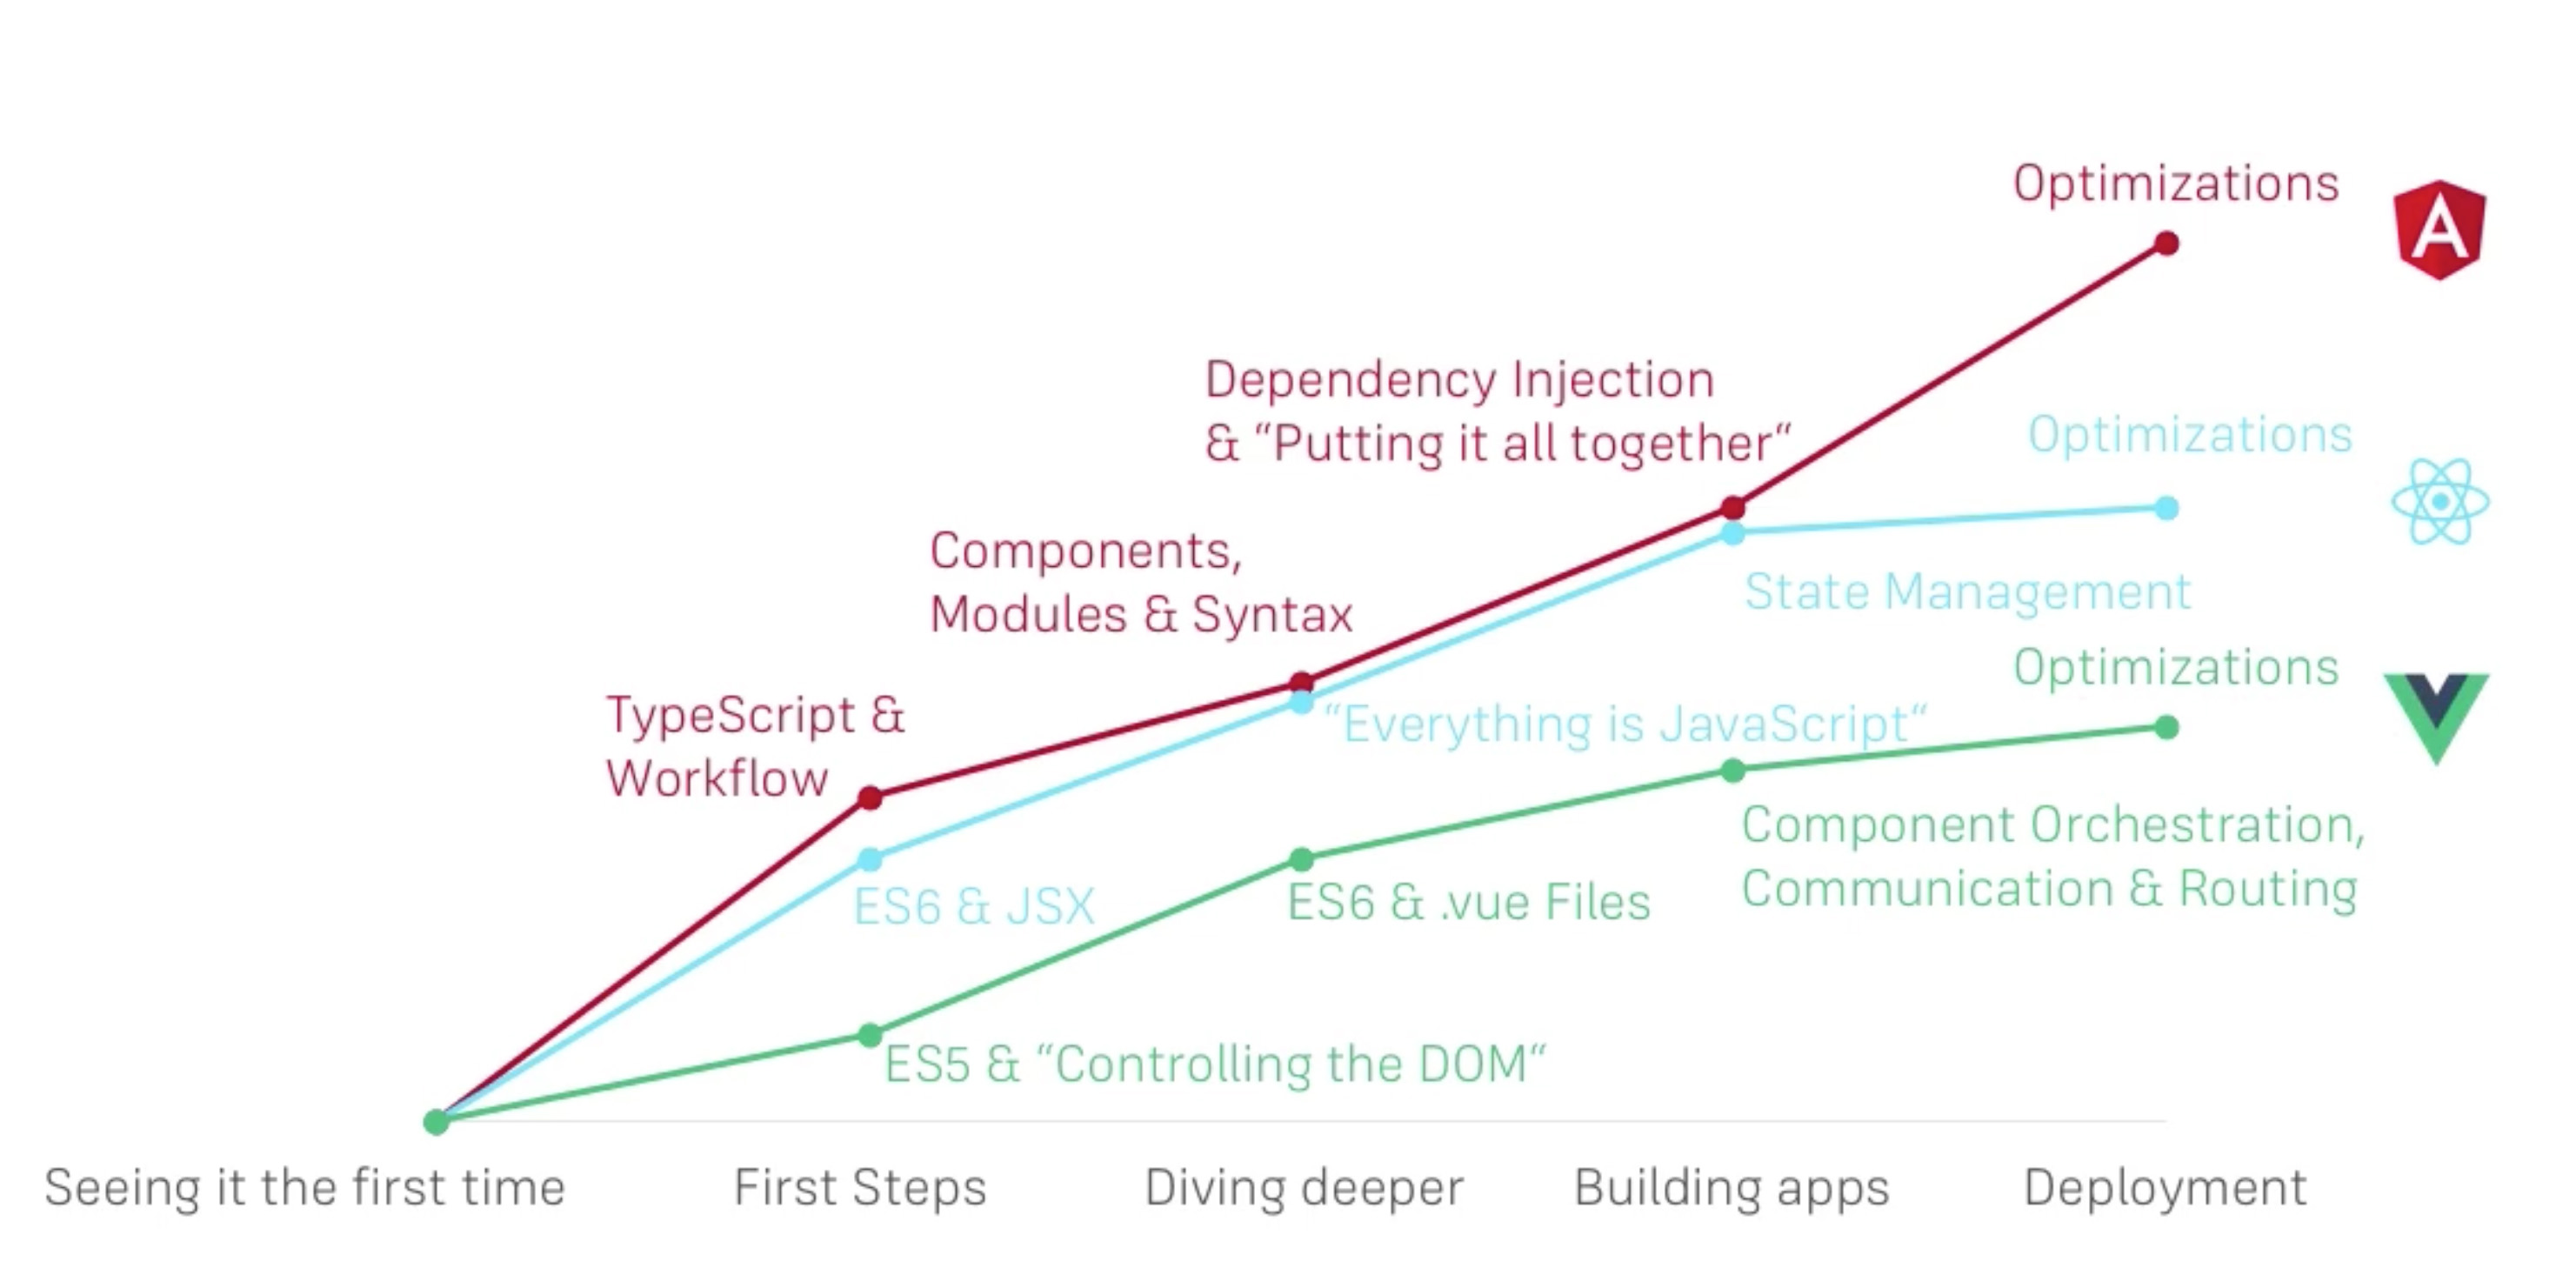 Optimizations
A
Dependency Injection
& “Putting it all together“
Optimizations
Components,
Modules & Syntax
State Management
Optimizations
TypeScript &
Workflow
“Everything is JavaScript“
Component Orchestration,
Communication & Routing
ES6 & JSX
ES6 & .vue Files
ES5 & “Controlling the DOM“
Seeing it the first time
First Steps
Diving deeper
Building apps
Deployment